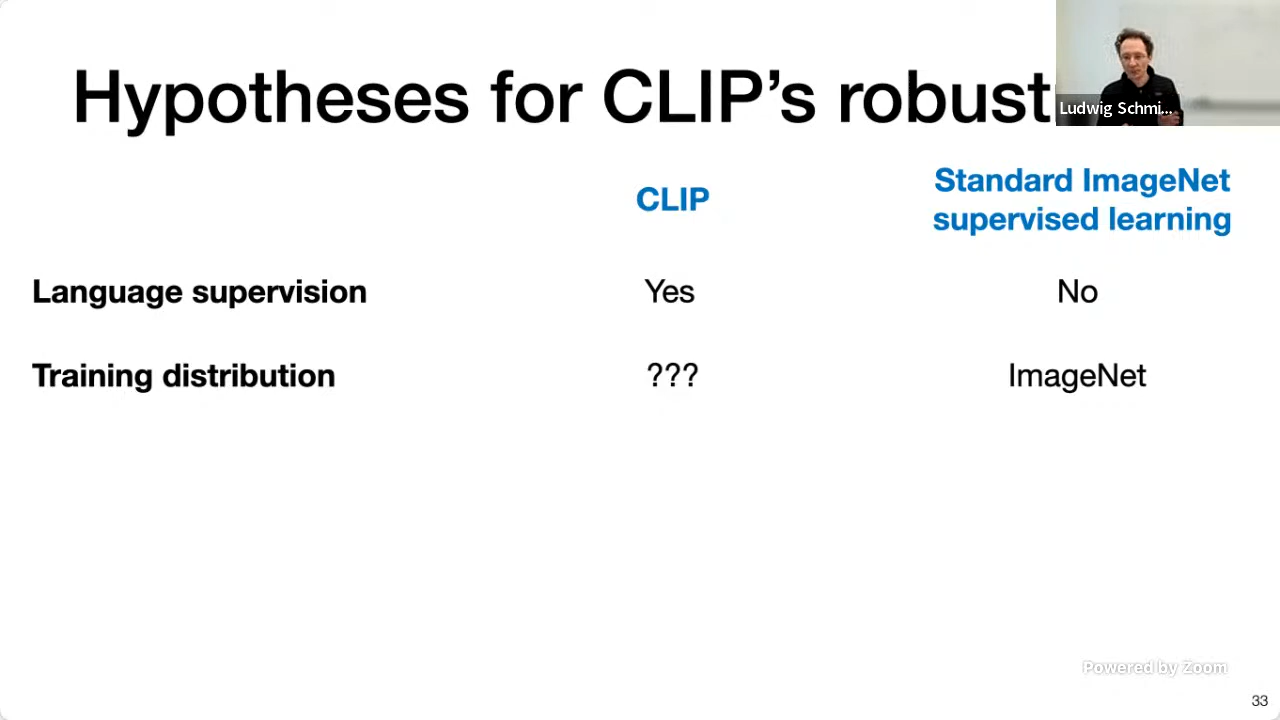 Hypotheses for CLIP's robust
Ludwig Schmi...
CLIP
Standard ImageNet
supervised learning
Language supervision Yes No
Training distribution ??? ImageNet
Powered by Zoom
33